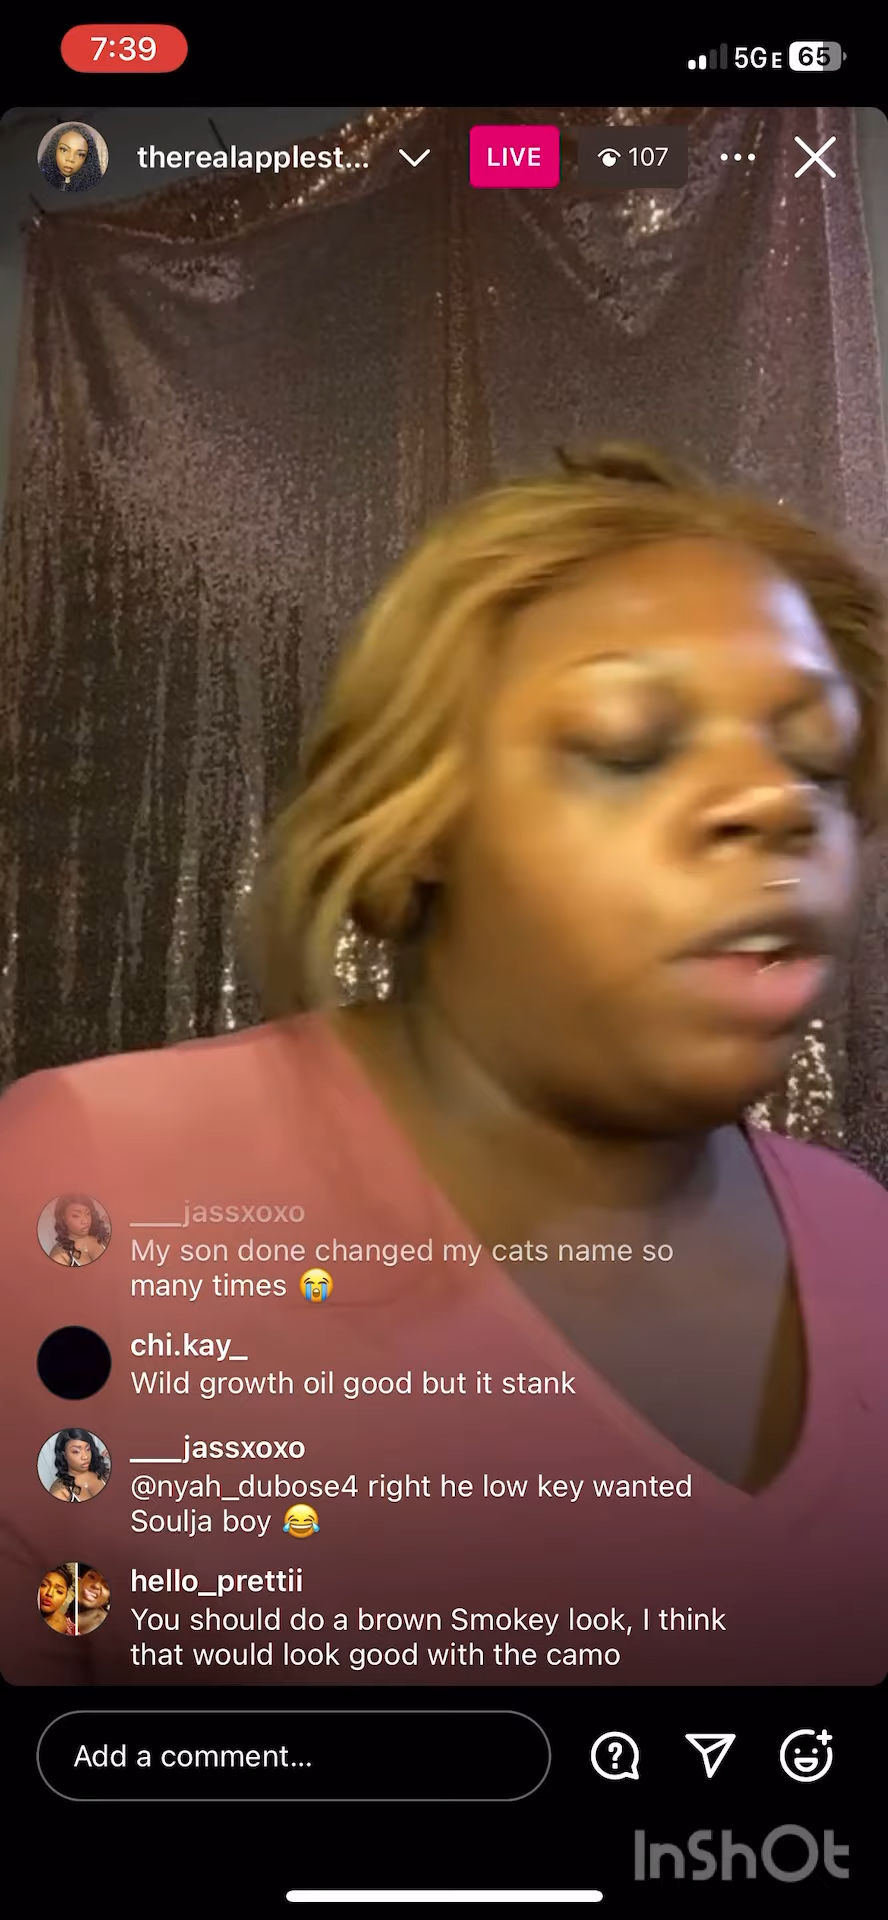 7:39
5GE 65
therealapplest...
LIVE
107
___jassxoxo
My son done changed my cats name so
many times 😭
chi.kay_
Wild growth oil good but it stank
___jassxoxo
@nyah_dubose4 right he low key wanted
Soulja boy 😂
hello_prettii
You should do a brown Smokey look, I think
that would look good with the camo
Add a comment...
InShOt